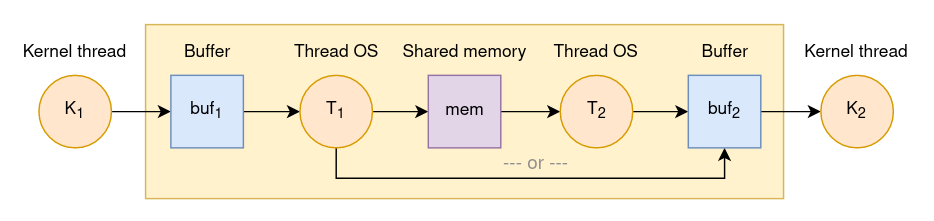 Kernel thread
Buffer
Thread OS
Shared memory
Thread OS
Buffer
Kernel thread
K1
buf1
T1
mem
T2
buf2
K2
--- or ---